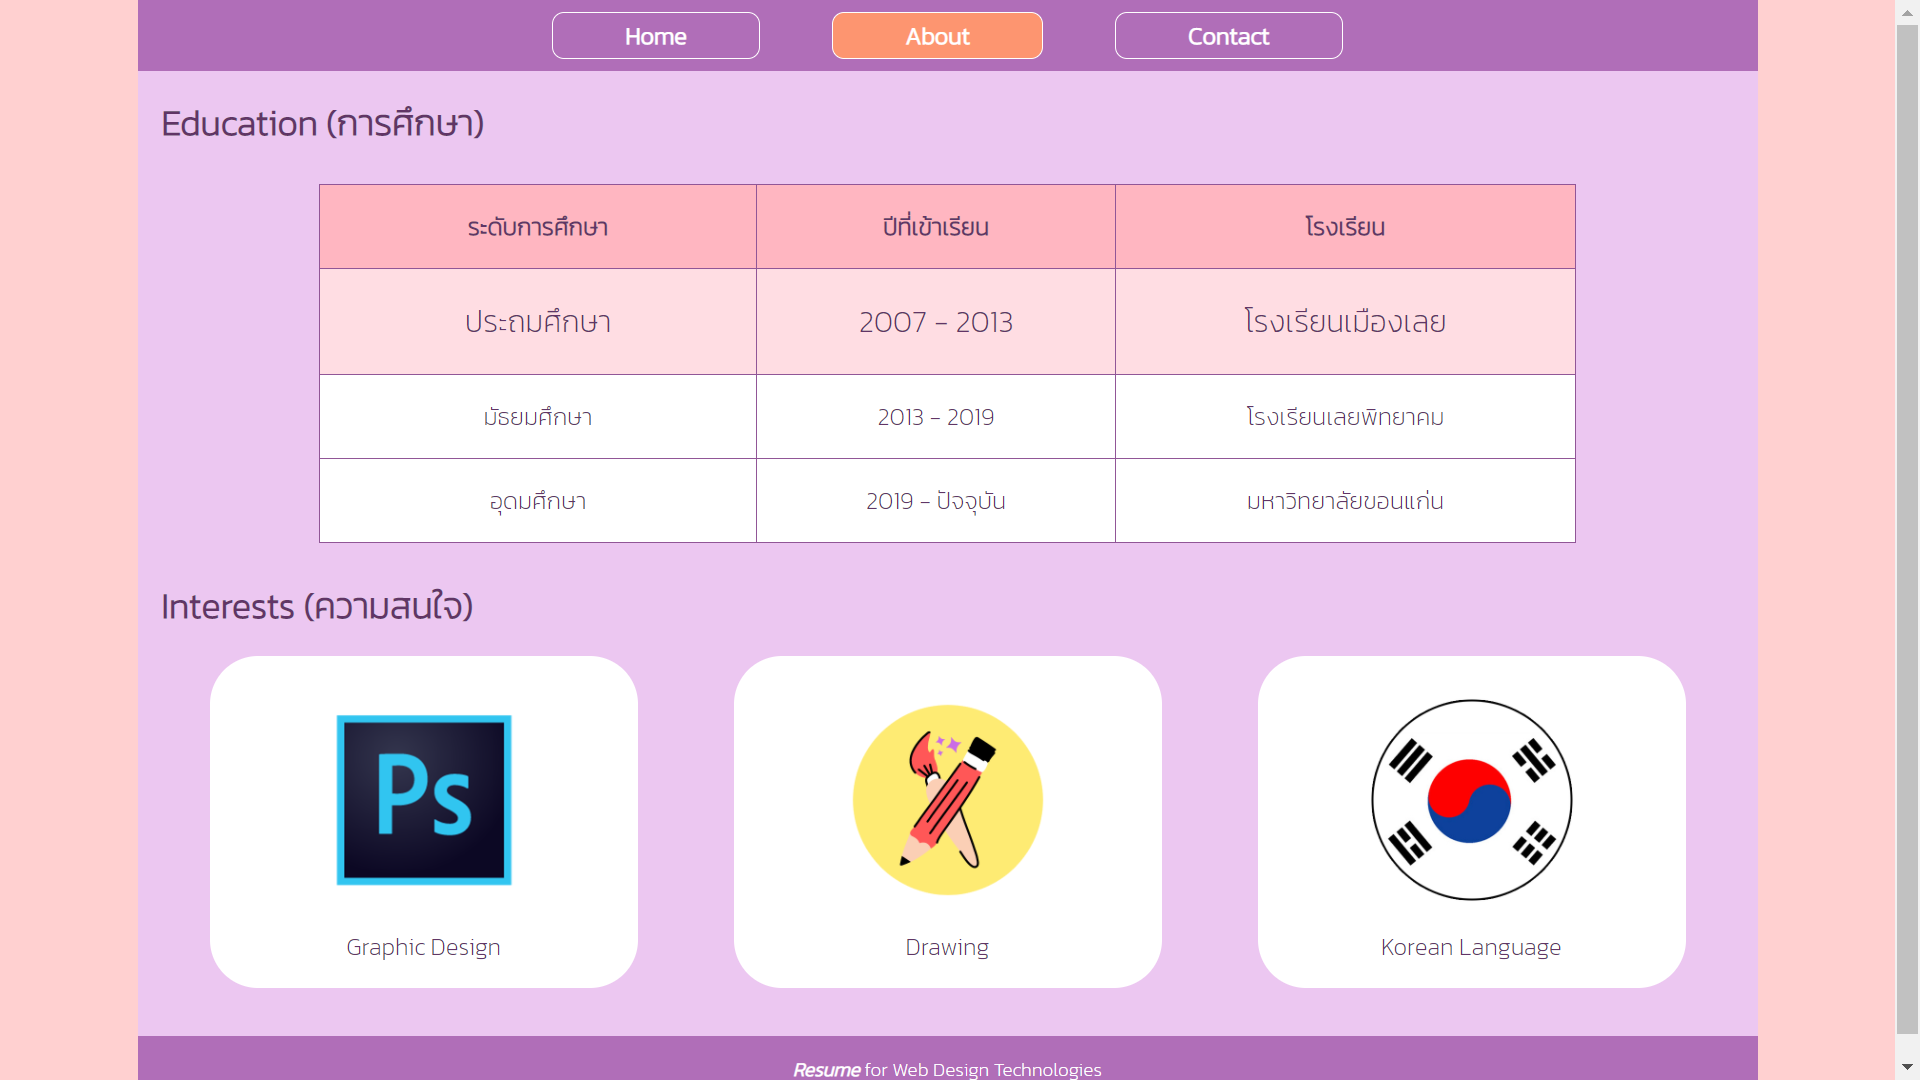 Home About Contact
Education (การศึกษา)
ระดับการศึกษา ปีที่เข้าเรียน โรงเรียน
ประถมศึกษา 2007 - 2013 โรงเรียนเมืองเลย
มัธยมศึกษา 2013 - 2019 โรงเรียนเลยพิทยาคม
อุดมศึกษา 2019 - ปัจจุบัน มหาวิทยาลัยขอนแก่น
Interests (ความสนใจ)
Ps
Graphic Design Drawing Korean Language
Resume for Web Design Technologies